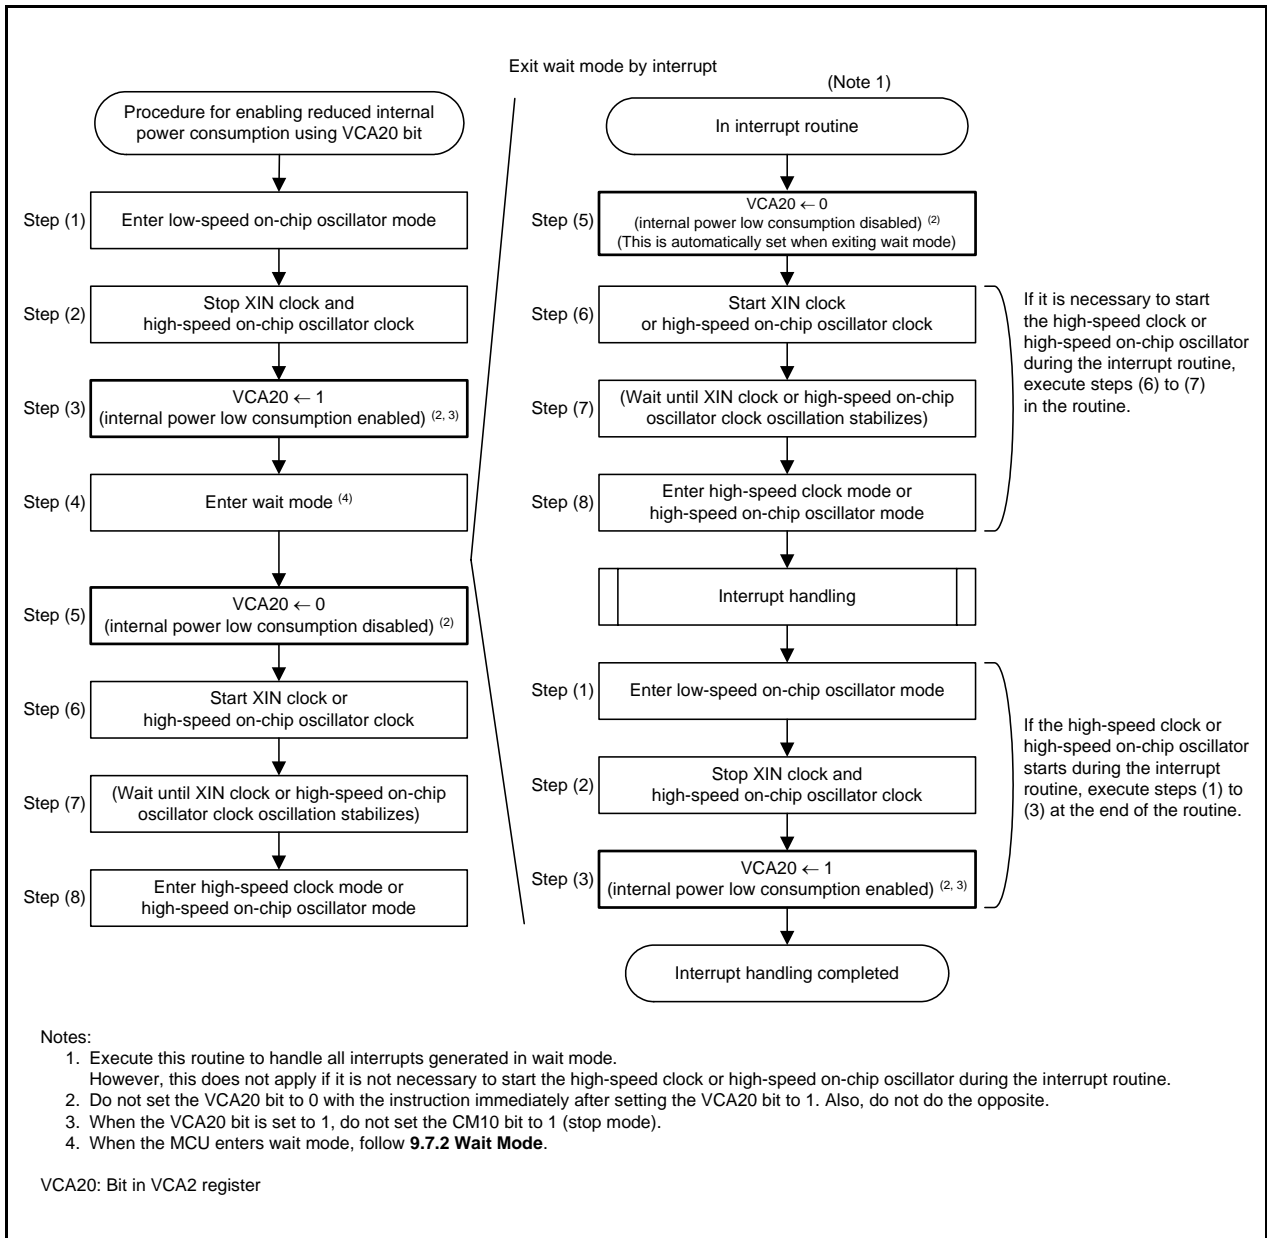 Exit wait mode by interrupt
Procedure for enabling reduced internal
power consumption using VCA20 bit
Step (1)
Enter low-speed on-chip oscillator mode
Step (2)
Stop XIN clock and
high-speed on-chip oscillator clock
Step (3)
VCA20 ← 1
(internal power low consumption enabled) (2, 3)
Step (4)
Enter wait mode (4)
Step (5)
VCA20 ← 0
(internal power low consumption disabled) (2)
Step (6)
Start XIN clock or
high-speed on-chip oscillator clock
Step (7)
(Wait until XIN clock or high-speed on-chip
oscillator clock oscillation stabilizes)
Step (8)
Enter high-speed clock mode or
high-speed on-chip oscillator mode
(Note 1)
In interrupt routine
Step (5)
VCA20 ← 0
(internal power low consumption disabled) (2)
(This is automatically set when exiting wait mode)
Step (6)
Start XIN clock
or high-speed on-chip oscillator clock
Step (7)
(Wait until XIN clock or high-speed on-chip
oscillator clock oscillation stabilizes)
Step (8)
Enter high-speed clock mode or
high-speed on-chip oscillator mode
If it is necessary to start
the high-speed clock or
high-speed on-chip oscillator
during the interrupt routine,
execute steps (6) to (7)
in the routine.
Interrupt handling
Step (1)
Enter low-speed on-chip oscillator mode
Step (2)
Stop XIN clock and
high-speed on-chip oscillator clock
Step (3)
VCA20 ← 1
(internal power low consumption enabled) (2, 3)
If the high-speed clock or
high-speed on-chip oscillator
starts during the interrupt
routine, execute steps (1) to
(3) at the end of the routine.
Interrupt handling completed
Notes:
1. Execute this routine to handle all interrupts generated in wait mode.
However, this does not apply if it is not necessary to start the high-speed clock or high-speed on-chip oscillator during the interrupt routine.
2. Do not set the VCA20 bit to 0 with the instruction immediately after setting the VCA20 bit to 1. Also, do not do the opposite.
3. When the VCA20 bit is set to 1, do not set the CM10 bit to 1 (stop mode).
4. When the MCU enters wait mode, follow 9.7.2 Wait Mode.
VCA20: Bit in VCA2 register